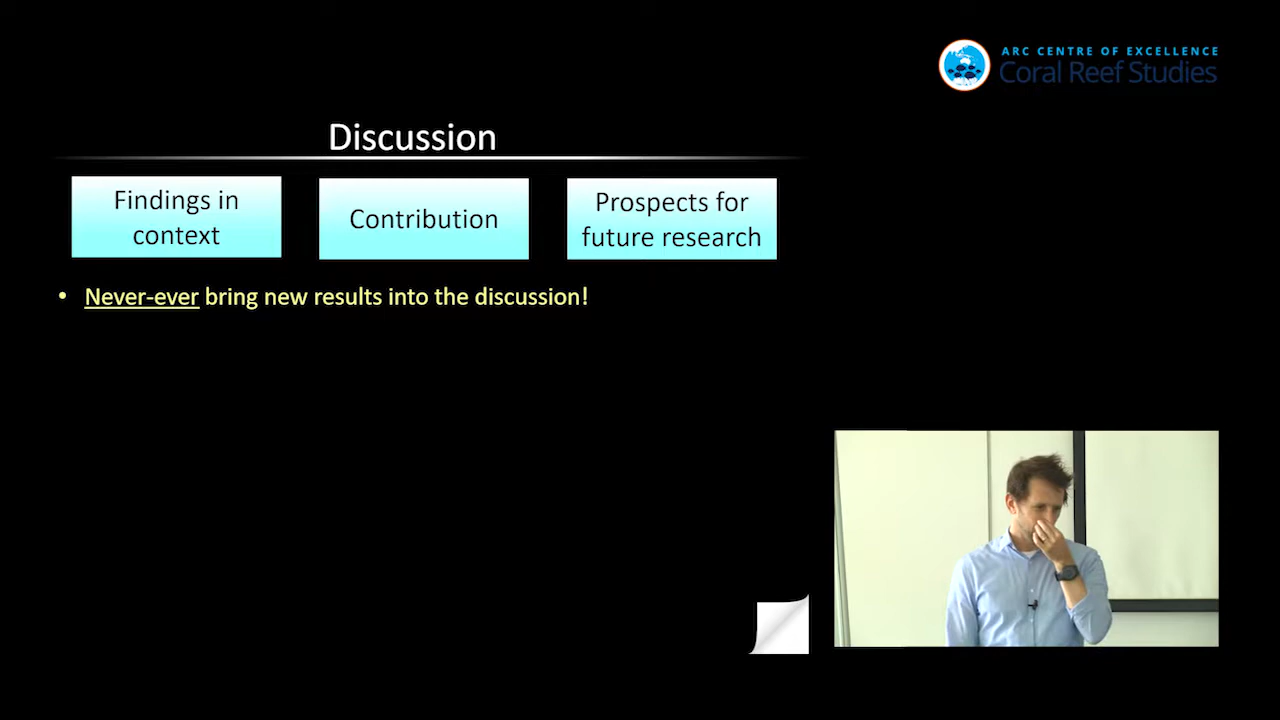 ARC CENTRE OF EXCELLENCE
Coral Reef Studies
Discussion
Findings in
context
Contribution
Prospects for
future research
• Never-ever bring new results into the discussion!